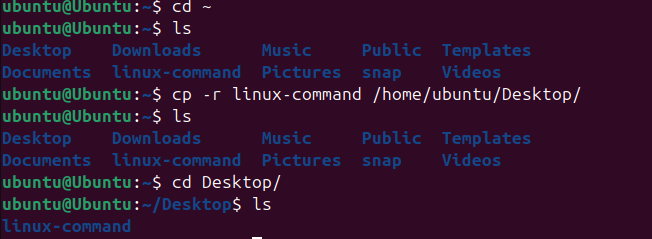 ubuntu@Ubuntu:~$ cd ~
ubuntu@Ubuntu:~$ ls
Desktop    Downloads      Music     Public  Templates
Documents  linux-command  Pictures  snap    Videos
ubuntu@Ubuntu:~$ cp -r linux-command /home/ubuntu/Desktop/
ubuntu@Ubuntu:~$ ls
Desktop    Downloads      Music     Public  Templates
Documents  linux-command  Pictures  snap    Videos
ubuntu@Ubuntu:~$ cd Desktop/
ubuntu@Ubuntu:~/Desktop$ ls
linux-command